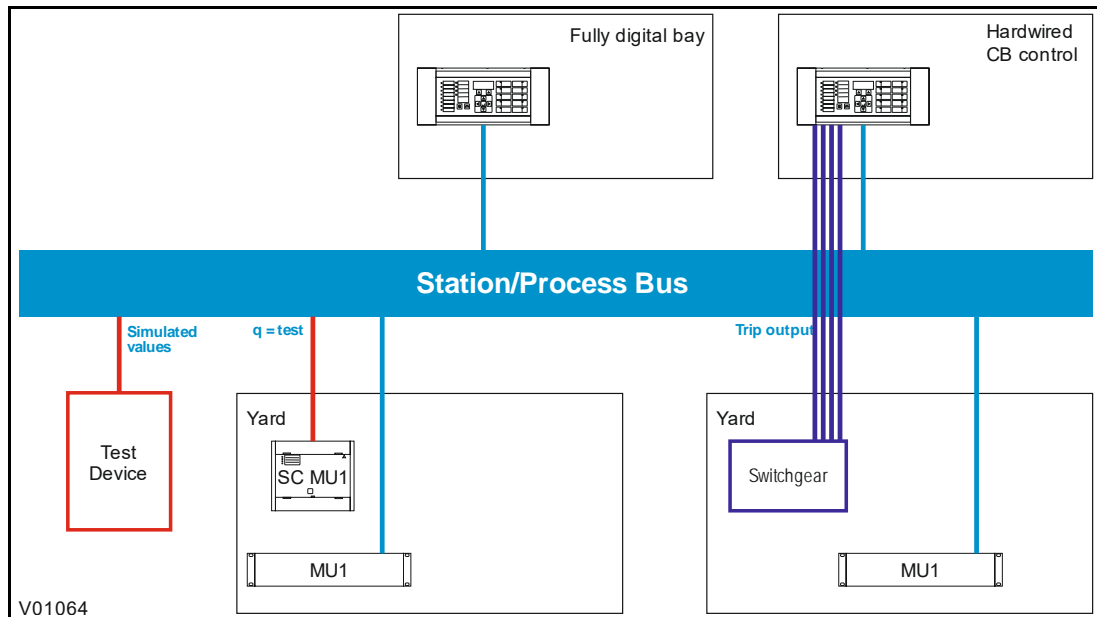 Fully digital bay
Hardwired
CB control
Station/Process Bus
Simulated
values
q = test
Trip output
Test
Device
Yard
SC MU1
MU1
Yard
Switchgear
MU1
V01064